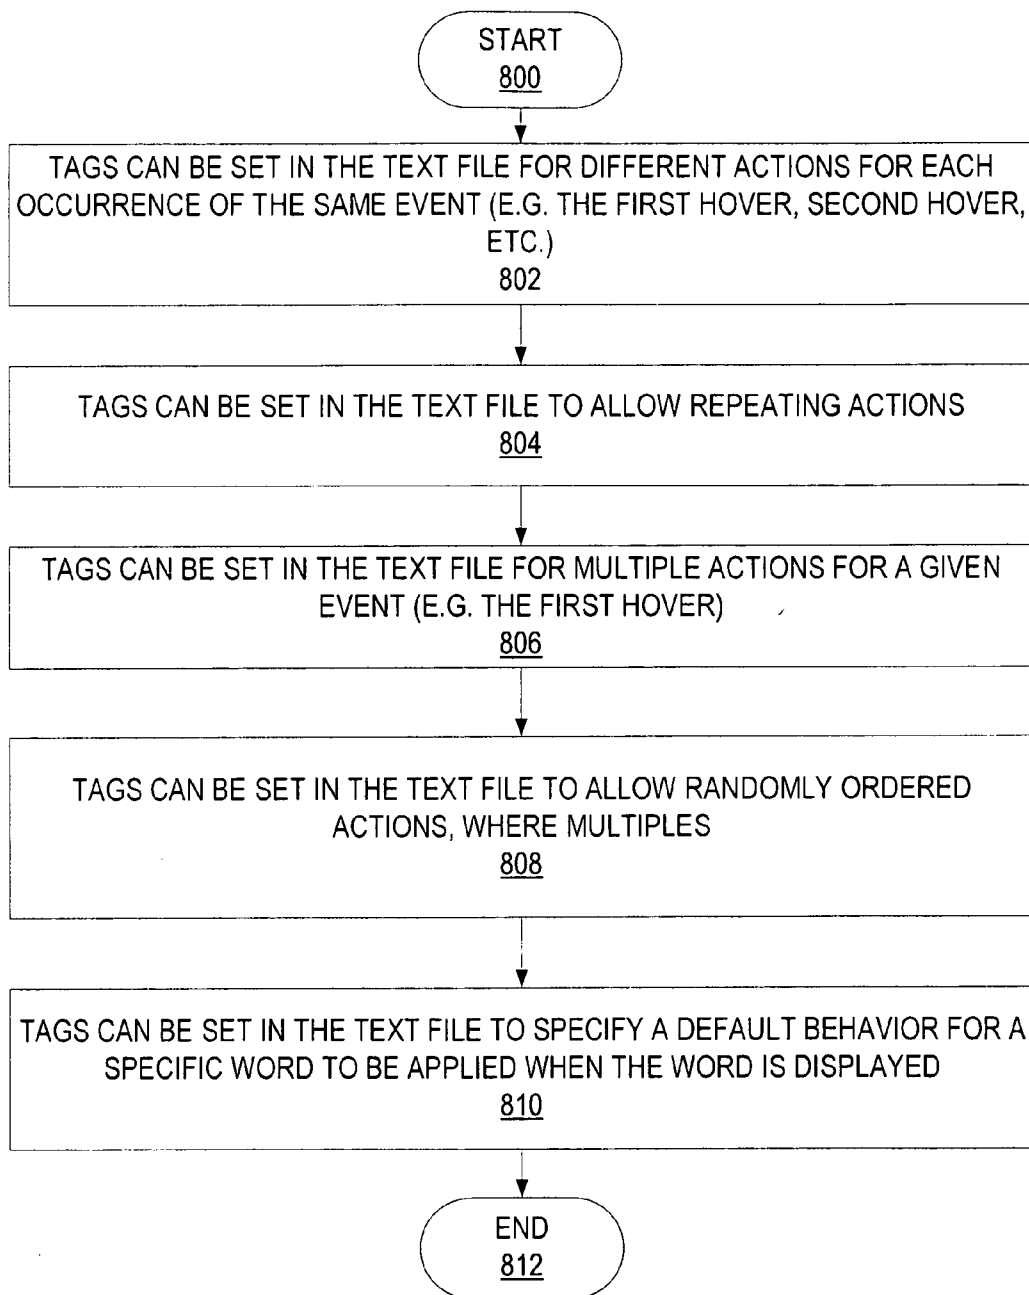 START
800
TAGS CAN BE SET IN THE TEXT FILE FOR DIFFERENT ACTIONS FOR EACH
OCCURRENCE OF THE SAME EVENT (E.G. THE FIRST HOVER, SECOND HOVER,
ETC.)
802
TAGS CAN BE SET IN THE TEXT FILE TO ALLOW REPEATING ACTIONS
804
TAGS CAN BE SET IN THE TEXT FILE FOR MULTIPLE ACTIONS FOR A GIVEN
EVENT (E.G. THE FIRST HOVER)
806
TAGS CAN BE SET IN THE TEXT FILE TO ALLOW RANDOMLY ORDERED
ACTIONS, WHERE MULTIPLES
808
TAGS CAN BE SET IN THE TEXT FILE TO SPECIFY A DEFAULT BEHAVIOR FOR A
SPECIFIC WORD TO BE APPLIED WHEN THE WORD IS DISPLAYED
810
END
812